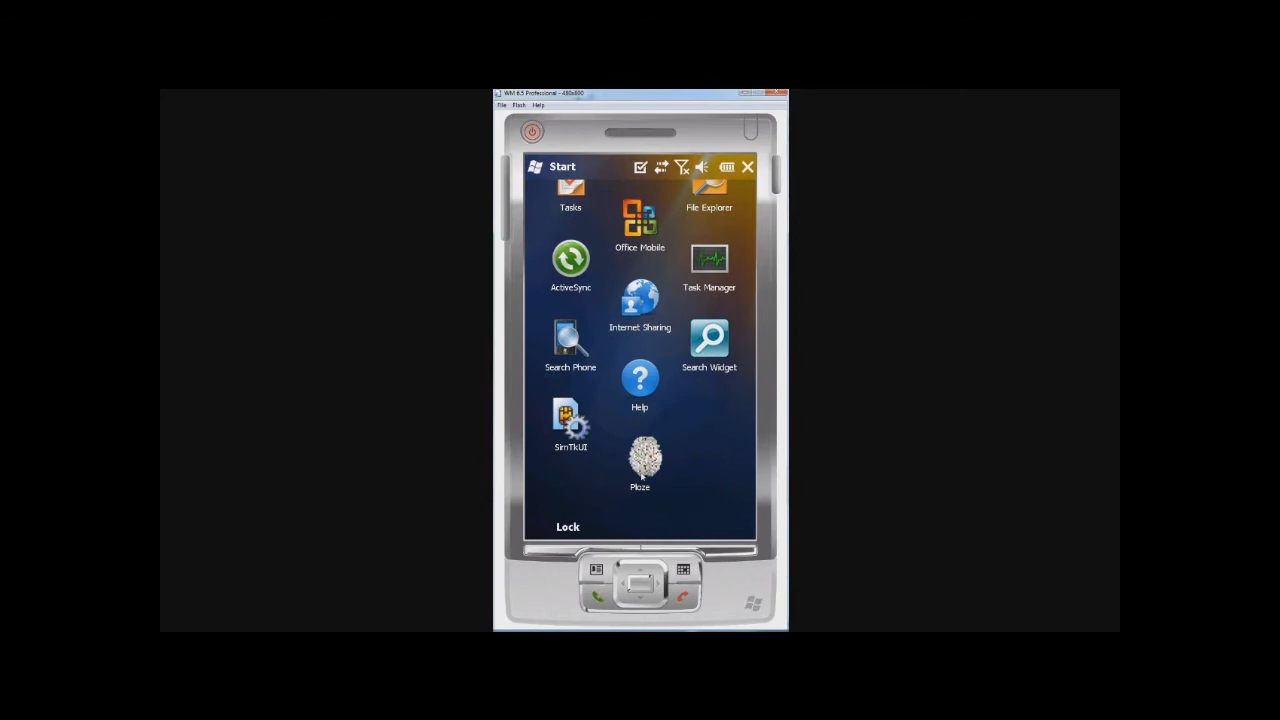 WM 6.5 Professional - 480x800
File Flash Help
Start
Tasks
File Explorer
Office Mobile
ActiveSync
Task Manager
Internet Sharing
Search Phone
Search Widget
Help
SimTkUI
Ploze
Lock